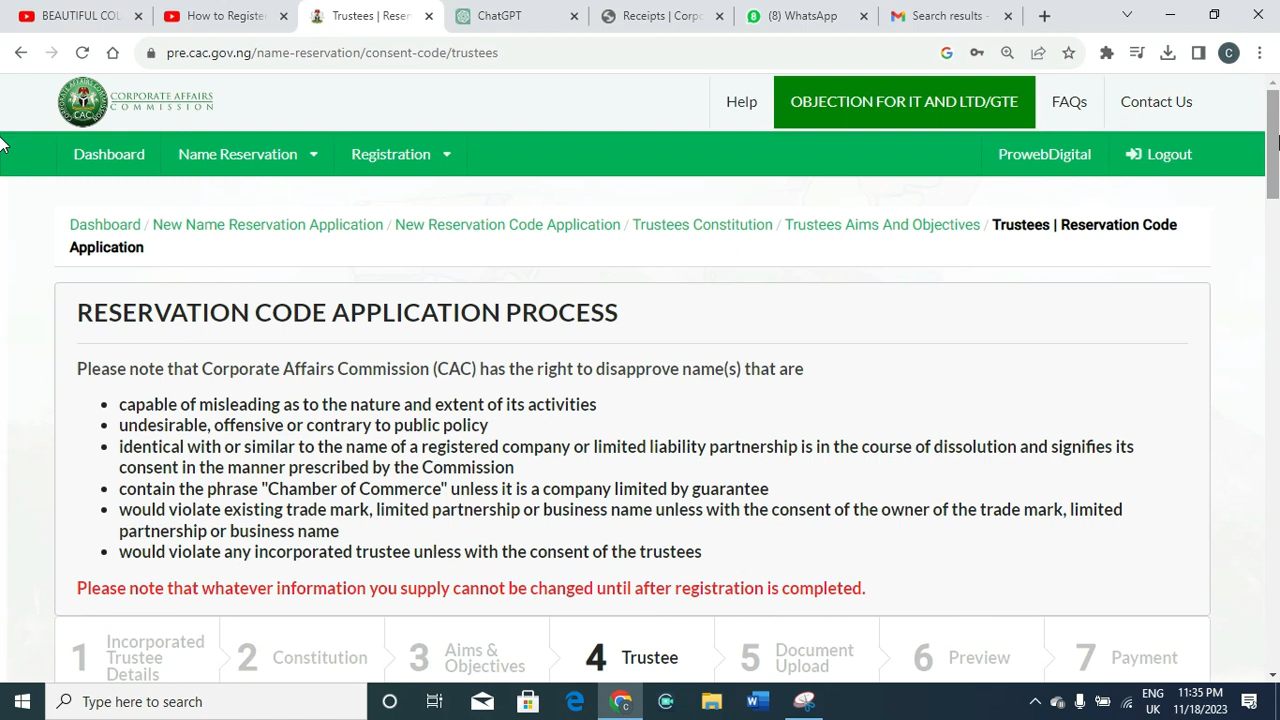 BEAUTIFUL COU
How to Registe
Trustees | Reser
ChatGPT
Receipts | Corpo
(8) WhatsApp
Search results -
pre.cac.gov.ng/name-reservation/consent-code/trustees
C
CORPORATE AFFAIRS
COMMISSION
CAC
Help
OBJECTION FOR IT AND LTD/GTE
FAQs
Contact Us
Dashboard
Name Reservation
Registration
ProwebDigital
Logout
Dashboard / New Name Reservation Application / New Reservation Code Application / Trustees Constitution / Trustees Aims And Objectives / Trustees | Reservation Code
Application
RESERVATION CODE APPLICATION PROCESS
Please note that Corporate Affairs Commission (CAC) has the right to disapprove name(s) that are
• capable of misleading as to the nature and extent of its activities
• undesirable, offensive or contrary to public policy
• identical with or similar to the name of a registered company or limited liability partnership is in the course of dissolution and signifies its
consent in the manner prescribed by the Commission
• contain the phrase "Chamber of Commerce" unless it is a company limited by guarantee
• would violate existing trade mark, limited partnership or business name unless with the consent of the owner of the trade mark, limited
partnership or business name
• would violate any incorporated trustee unless with the consent of the trustees
Please note that whatever information you supply cannot be changed until after registration is completed.
1 Incorporated
Trustee
Details
2 Constitution
3 Aims &
Objectives
4 Trustee
5 Document
Upload
6 Preview
7 Payment
Type here to search
ENG
UK
11:35 PM
11/18/2023